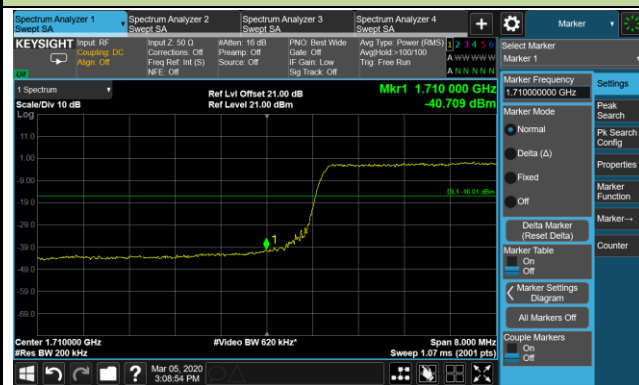 Spectrum Analyzer 1
Swept SA
Spectrum Analyzer 2
Swept SA
Spectrum Analyzer 3
Swept SA
Spectrum Analyzer 4
Swept SA
+
Marker
KEYSIGHT
Input: RF
Coupling: DC
Align: Off
Input Z: 50 Ω
Corrections: Off
Freq Ref: Int (S)
NFE: Off
#Atten: 16 dB
Preamp: Off
Source: Off
PNO: Best Wide
Gate: Off
IF Gain: Low
Sig Track: Off
Avg Type: Power (RMS)
Avg|Hold:>100/100
Trig: Free Run
1 2 3 4 5 6
A W W W W W
A N N N N N
LXI
Select Marker
Marker 1
1 Spectrum
Scale/Div 10 dB
Log
Ref Lvl Offset 21.00 dB
Ref Level 21.00 dBm
Mkr1 1.710 000 GHz
-40.709 dBm
11.0
1.00
-9.00
-19.0
-29.0
-39.0
-49.0
-59.0
-69.0
DL1 -16.01 dBm
1
Center 1.710000 GHz
#Res BW 200 kHz
#Video BW 620 kHz*
Span 8.000 MHz
Sweep 1.07 ms (2001 pts)
Marker Frequency
1.710000000 GHz
Marker Mode
Normal
Delta (Δ)
Fixed
Off
Delta Marker
(Reset Delta)
Marker Table
On
Off
Marker Settings
Diagram
All Markers Off
Couple Markers
On
Off
Settings
Peak
Search
Pk Search
Config
Properties
Marker
Function
Marker→
Counter
?
Mar 05, 2020
3:08:54 PM